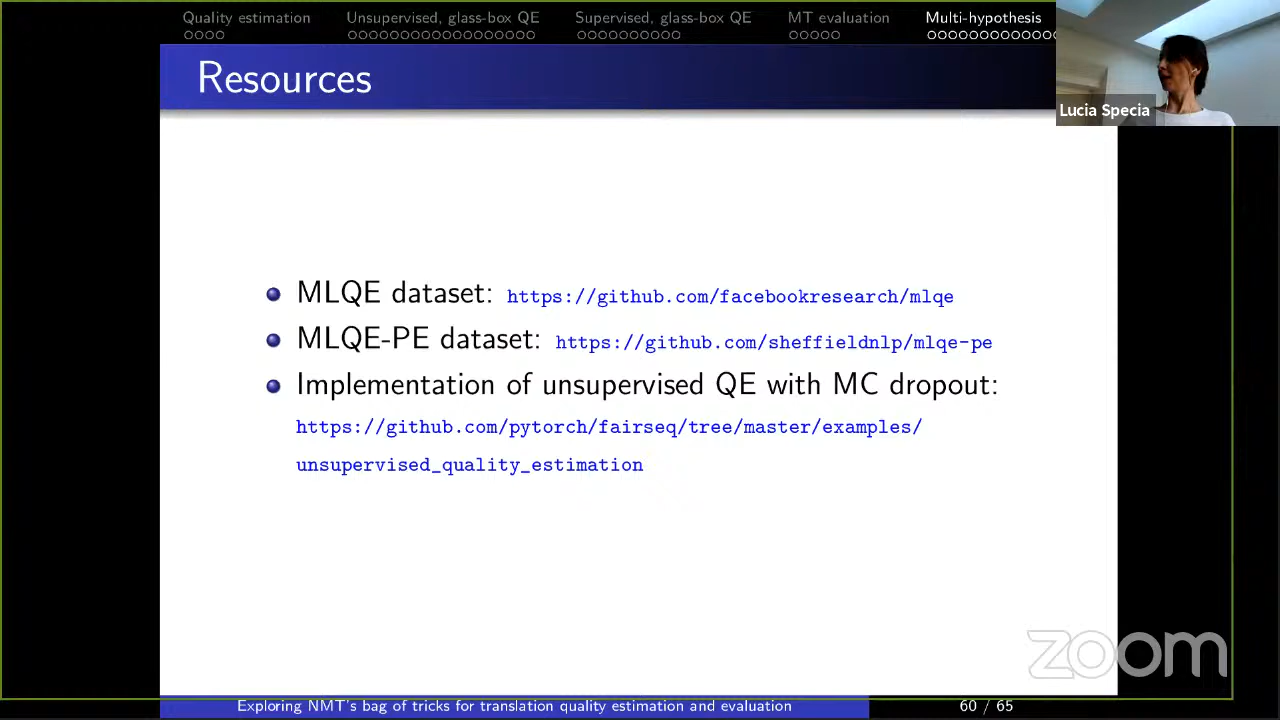 Quality estimation Unsupervised, glass-box QE Supervised, glass-box QE MT evaluation Multi-hypothesis
Resources
Lucia Specia
MLQE dataset: https://github.com/facebookresearch/mlqe
MLQE-PE dataset: https://github.com/sheffieldnlp/mlqe-pe
Implementation of unsupervised QE with MC dropout:
https://github.com/pytorch/fairseq/tree/master/examples/
unsupervised_quality_estimation
zoom
Exploring NMT's bag of tricks for translation quality estimation and evaluation 60 / 65